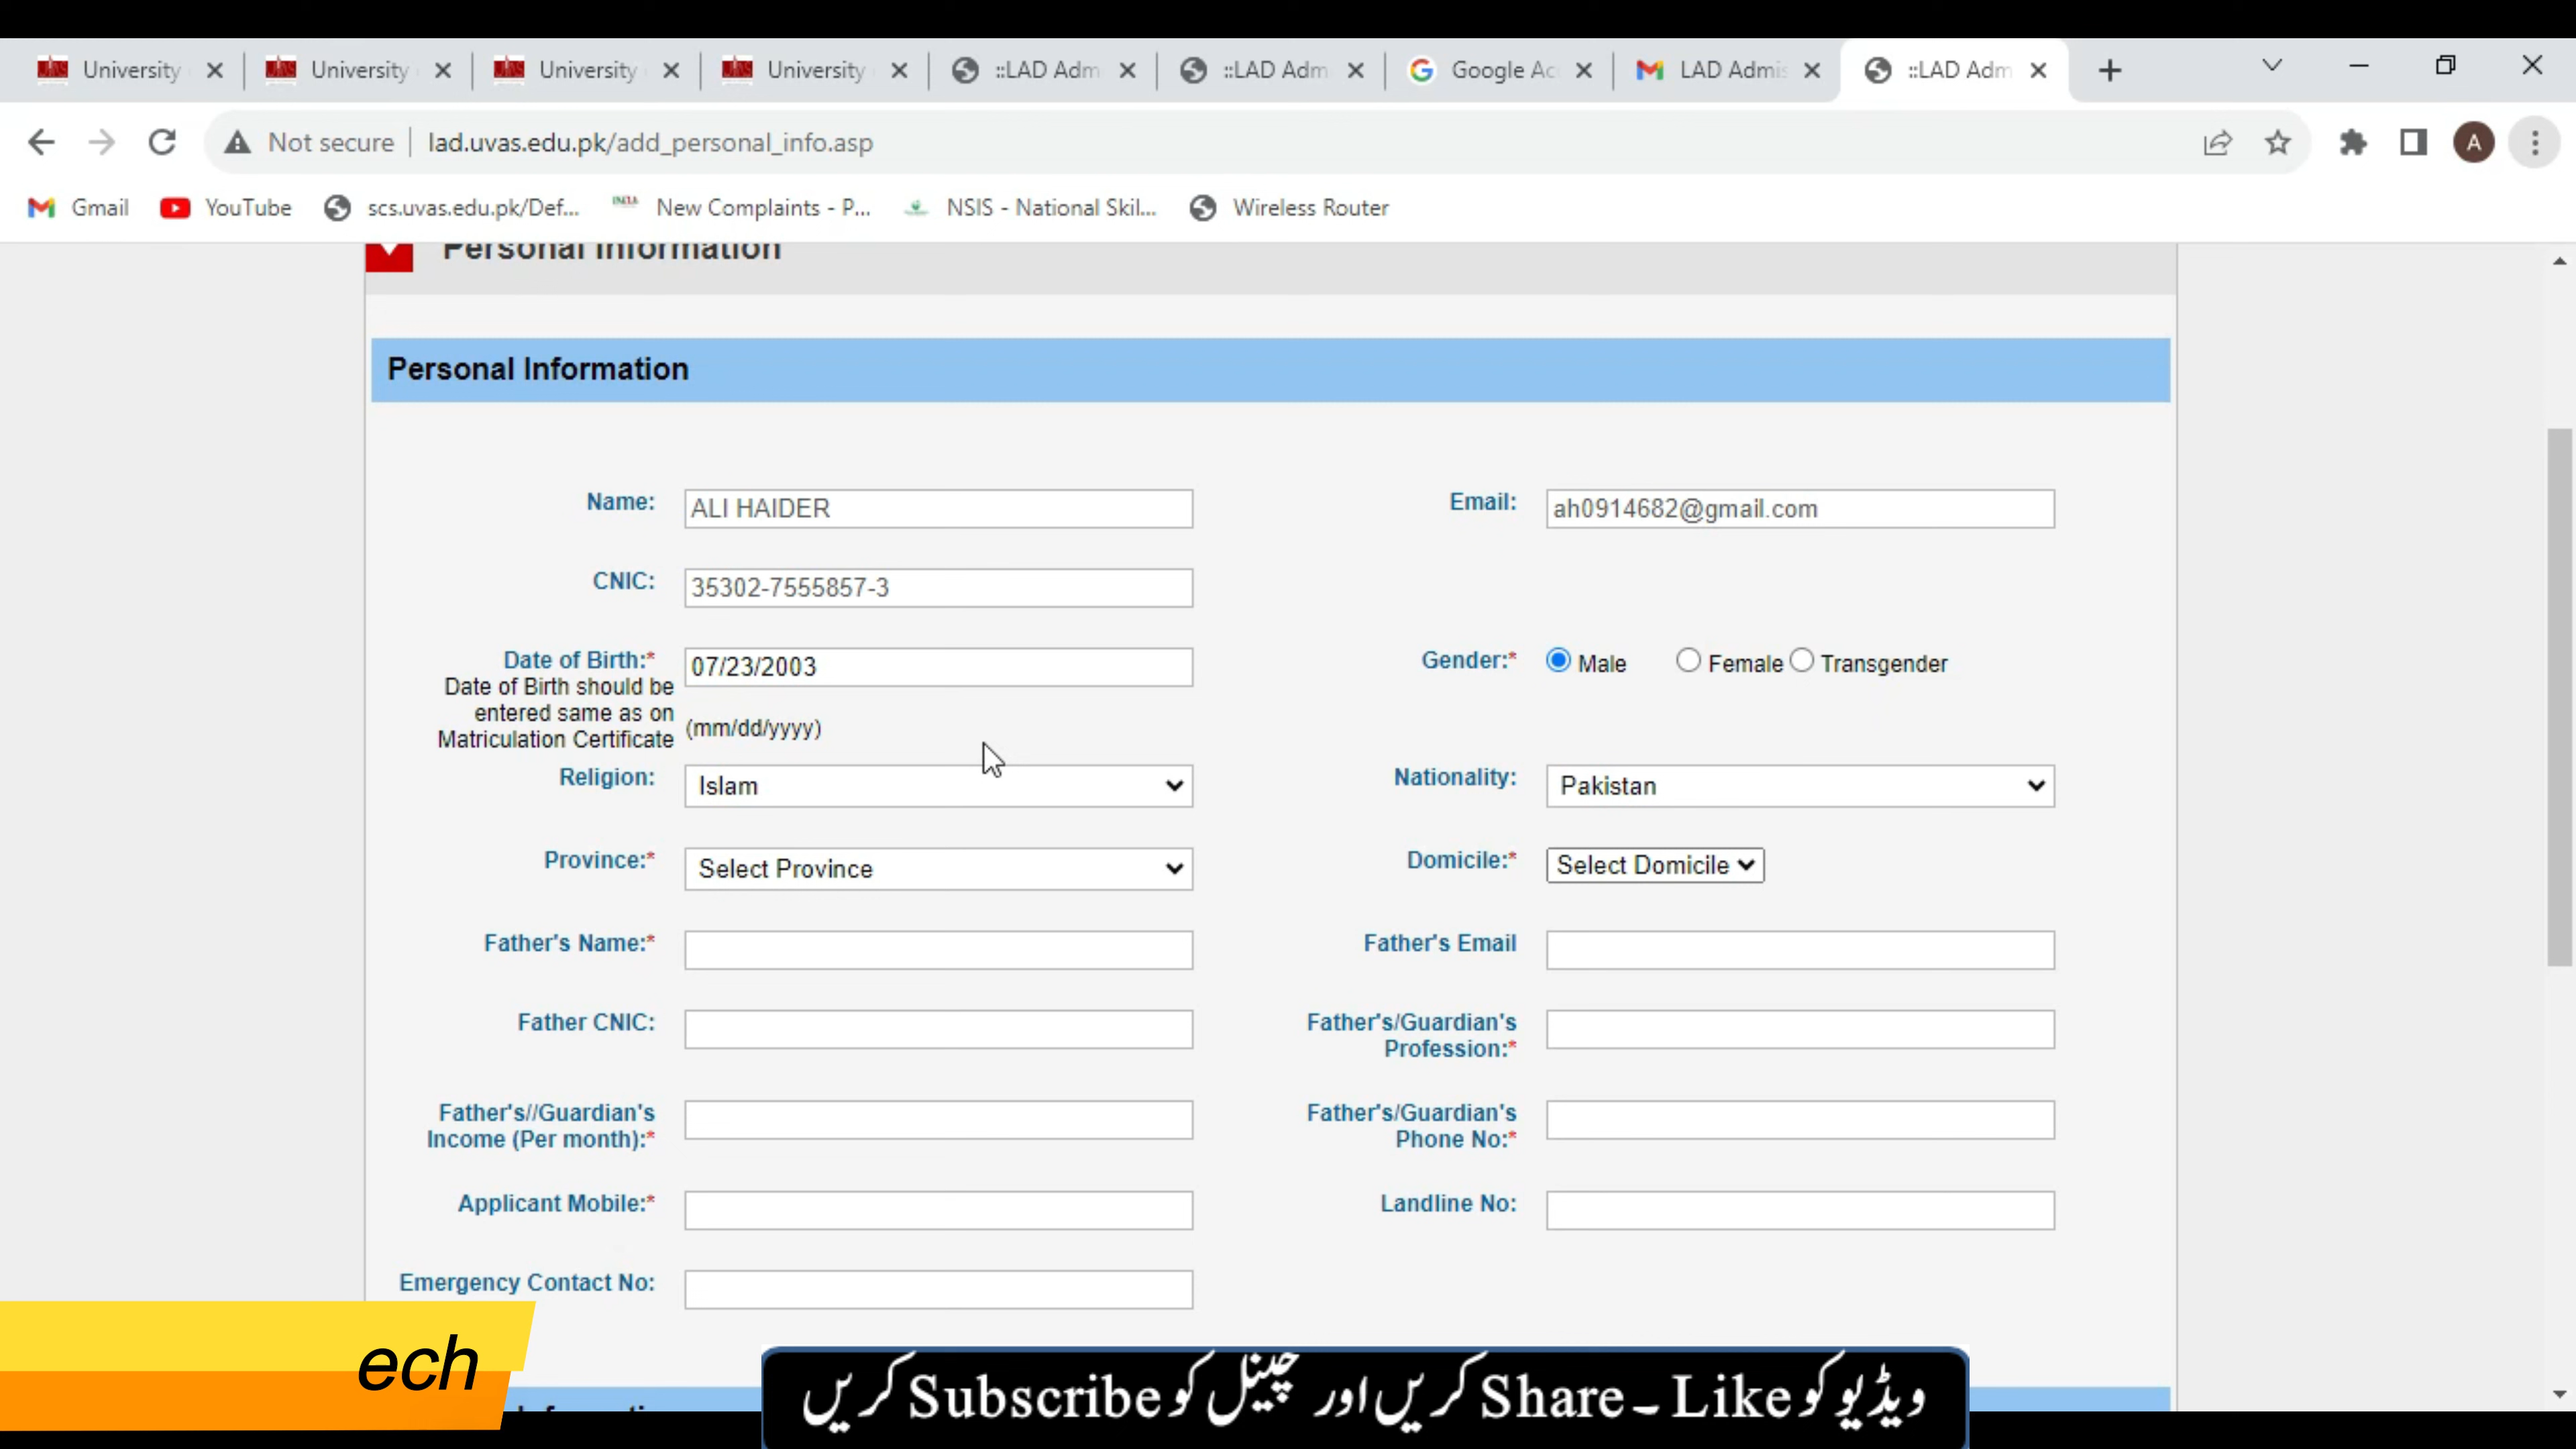 University University University University ::LAD Adm ::LAD Adm Google Ac LAD Admis ::LAD Adm
Not secure lad.uvas.edu.pk/add_personal_info.asp A
Gmail YouTube scs.uvas.edu.pk/Def... New Complaints - P... NSIS - National Skil... Wireless Router
Personal Information
Personal Information
Name: ALI HAIDER Email: ah0914682@gmail.com
CNIC: 35302-7555857-3
Date of Birth:* 07/23/2003 Gender:* Male Female Transgender
Date of Birth should be
entered same as on
Matriculation Certificate (mm/dd/yyyy)
Religion: Islam Nationality: Pakistan
Province:* Select Province Domicile:* Select Domicile
Father's Name:* Father's Email
Father CNIC: Father's/Guardian's
Profession:*
Father's//Guardian's Father's/Guardian's
Income (Per month):* Phone No:*
Applicant Mobile:* Landline No:
Emergency Contact No:
ech
ویڈیو کو Like ۔ Share کریں اور چینل کو Subscribe کریں